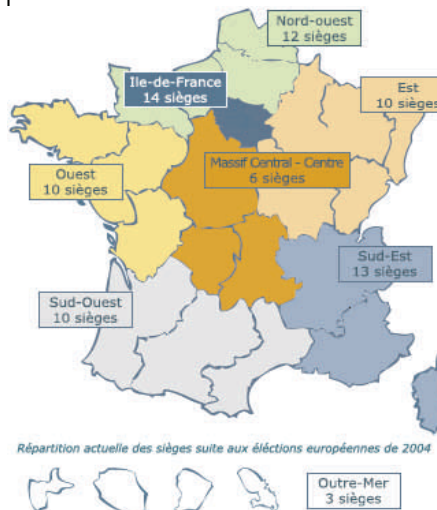 Nord-ouest
12 sièges
Ile-de-France
14 sièges
Est
10 sièges
Massif Central - Centre
6 sièges
Ouest
10 sièges
Sud-Est
13 sièges
Sud-Ouest
10 sièges
Répartition actuelle des sièges suite aux éléctions européennes de 2004
Outre-Mer
3 sièges